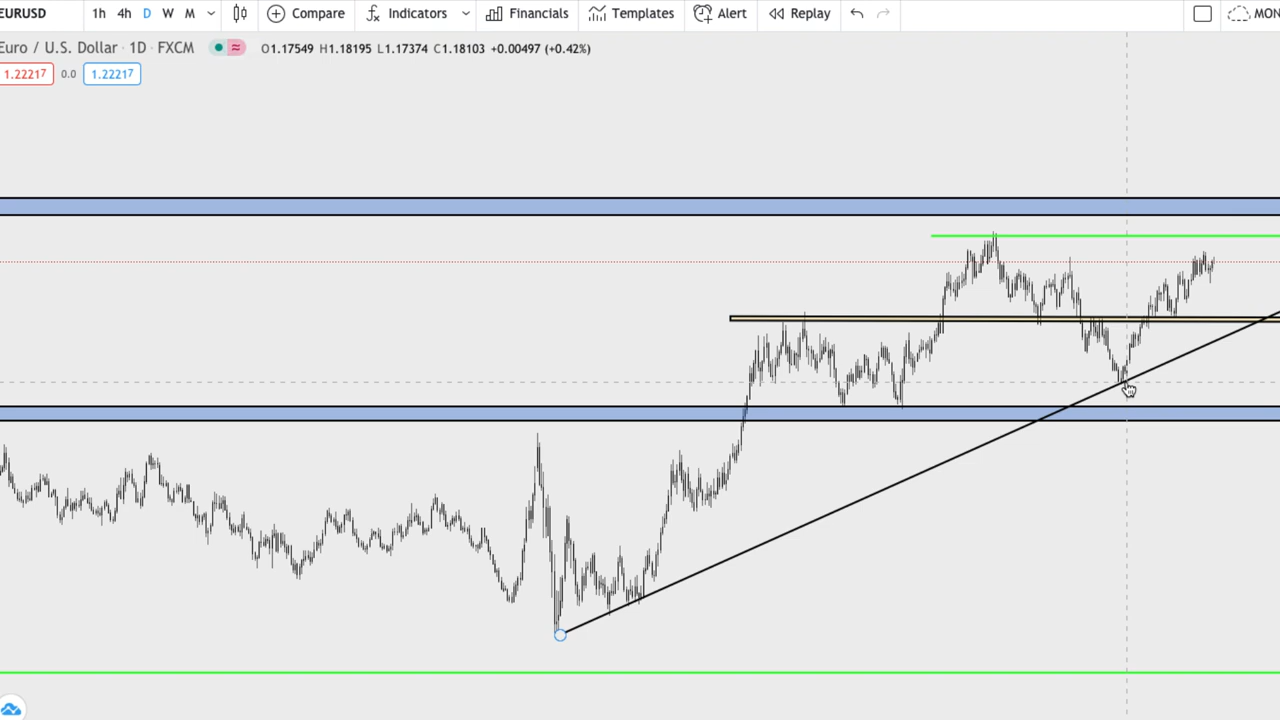 EURUSD 1h 4h D W M Compare Indicators Financials Templates Alert Replay MON
Euro / U.S. Dollar · 1D · FXCM O1.17549 H1.18195 L1.17374 C1.18103 +0.00497 (+0.42%)
1.22217 0.0 1.22217